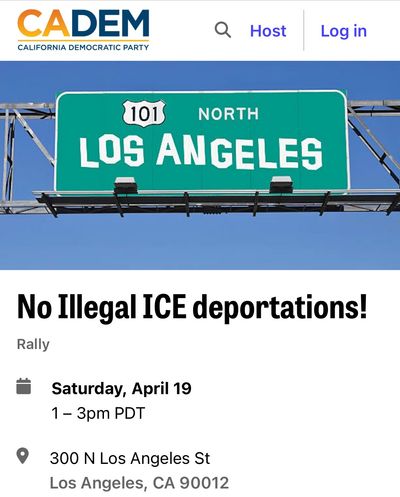 CADEM
CALIFORNIA DEMOCRATIC PARTY
Host
Log in
101 NORTH
LOS ANGELES
No Illegal ICE deportations!
Rally
Saturday, April 19
1 – 3pm PDT
300 N Los Angeles St
Los Angeles, CA 90012